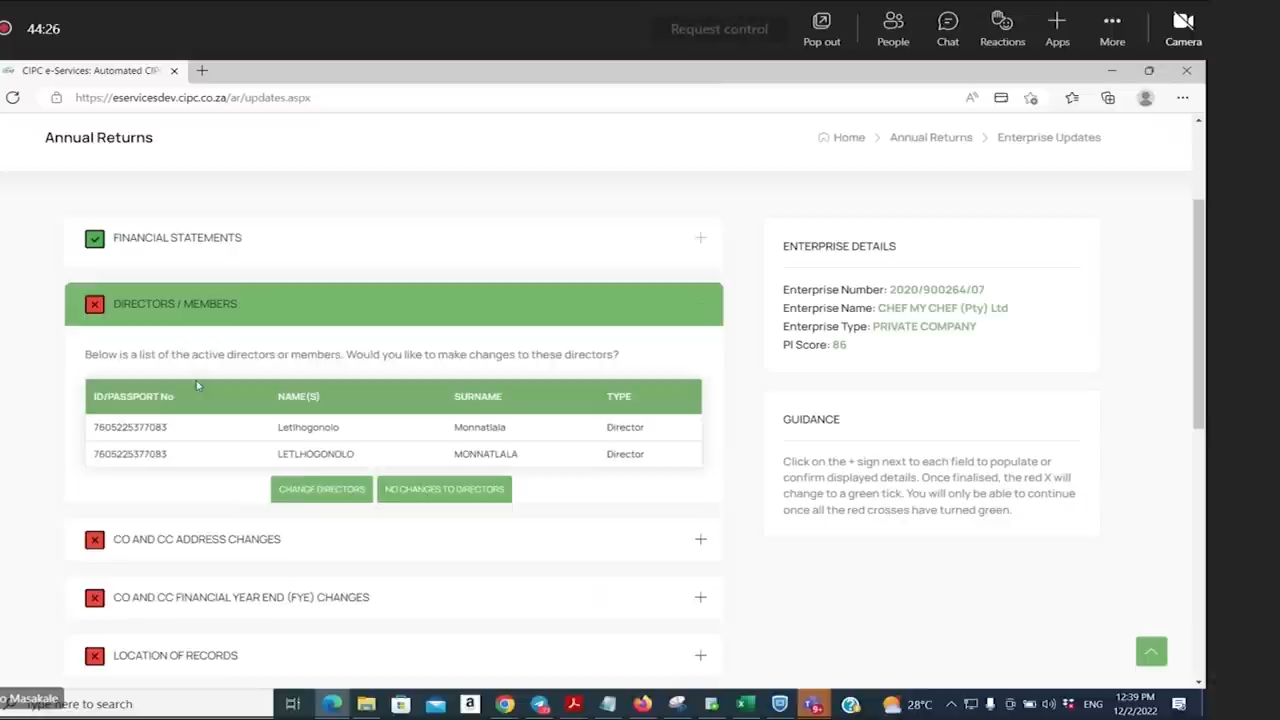 44:26
Request control
Pop out
People
Chat
Reactions
Apps
More
Camera
CIPC e-Services: Automated CIP
https://eservicesdev.cipc.co.za/ar/updates.aspx
Annual Returns
Home > Annual Returns > Enterprise Updates
FINANCIAL STATEMENTS
DIRECTORS / MEMBERS
Below is a list of the active directors or members. Would you like to make changes to these directors?
ID/PASSPORT No NAME(S) SURNAME TYPE
7605225377083 Letlhogonolo Monnatlala Director
7605225377083 LETLHOGONOLO MONNATLALA Director
CHANGE DIRECTORS NO CHANGES TO DIRECTORS
CO AND CC ADDRESS CHANGES
CO AND CC FINANCIAL YEAR END (FYE) CHANGES
LOCATION OF RECORDS
ENTERPRISE DETAILS
Enterprise Number: 2020/900264/07
Enterprise Name: CHEF MY CHEF (Pty) Ltd
Enterprise Type: PRIVATE COMPANY
PI Score: 86
GUIDANCE
Click on the + sign next to each field to populate or
confirm displayed details. Once finalised, the red X will
change to a green tick. You will only be able to continue
once all the red crosses have turned green.
o Masakale
ype here to search
28°C
ENG
12:39 PM
12/2/2022